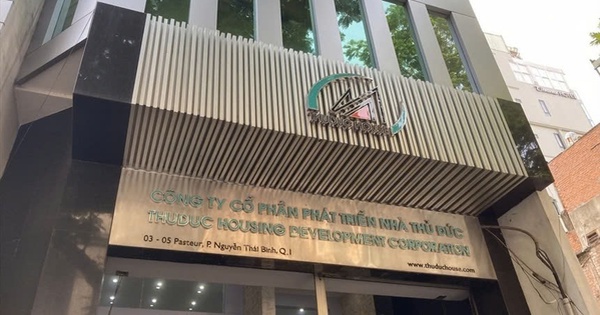 THUDUC HOUSE
CÔNG TY CỔ PHẦN PHÁT TRIỂN NHÀ THỦ ĐỨC
THUDUC HOUSING DEVELOPMENT CORPORATION
03 - 05 Pasteur, P. Nguyễn Thái Bình, Q.1
www.thuduchouse.com